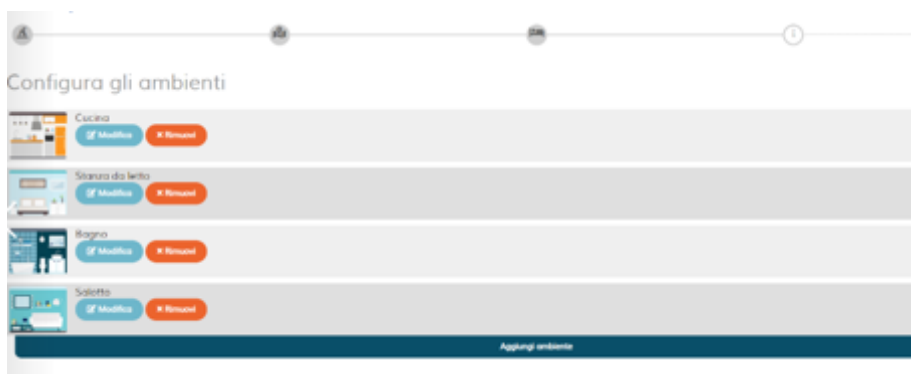 Configura gli ambienti
Cucina
Modifica Rimuovi
Stanza da letto
Modifica Rimuovi
Bagno
Modifica Rimuovi
Salotto
Modifica Rimuovi
Aggiungi ambiente